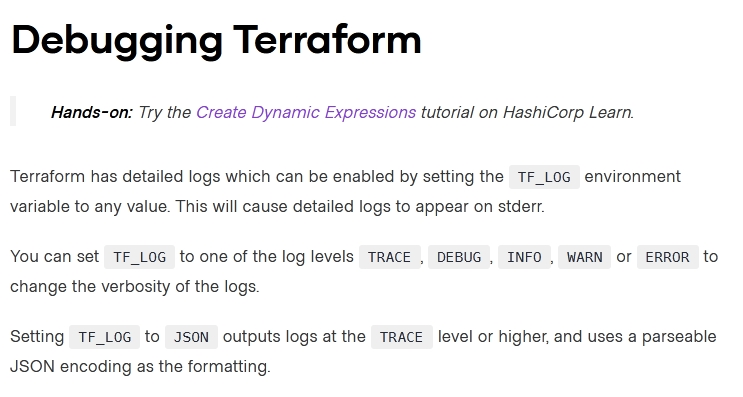 Debugging Terraform
Hands-on: Try the Create Dynamic Expressions tutorial on HashiCorp Learn.
Terraform has detailed logs which can be enabled by setting the TF_LOG environment
variable to any value. This will cause detailed logs to appear on stderr.
You can set TF_LOG to one of the log levels TRACE, DEBUG, INFO, WARN or ERROR to
change the verbosity of the logs.
Setting TF_LOG to JSON outputs logs at the TRACE level or higher, and uses a parseable
JSON encoding as the formatting.